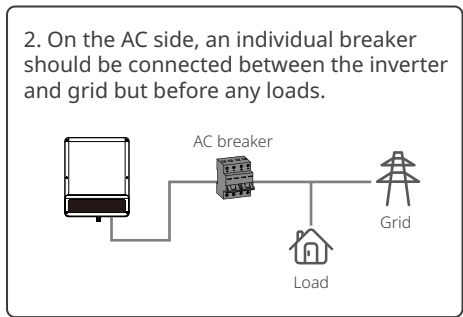 2. On the AC side, an individual breaker
should be connected between the inverter
and grid but before any loads.
AC breaker
Grid
Load